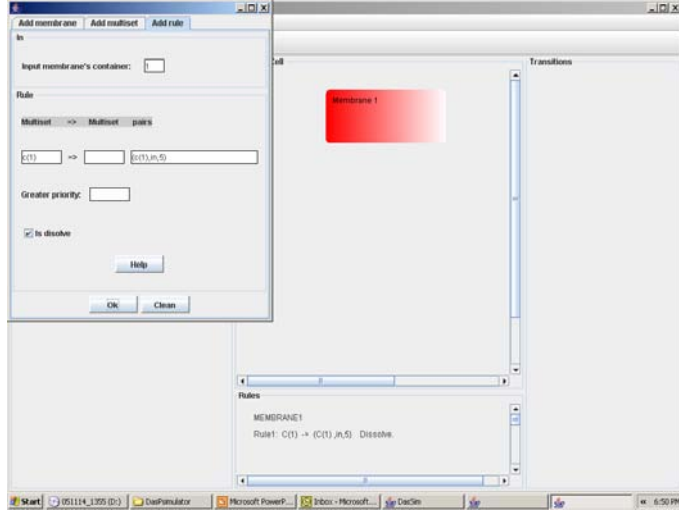 Add membrane Add multiset Add rule
In
Input membrane's container: 1
Rule
Multiset => Multiset pairs
c(1) => (c(1),in,5)
Greater priority:
Is disolve
Help
Ok Clean
Cell
Membrane 1
Transitions
Rules
MEMBRANE1
Rule1: C(1) -> (C(1) ,in,5) Dissolve.
Start 051114_1355 (D:) DasPsimulator Microsoft PowerP... Inbox - Microsoft... DasSim 6:50 PM